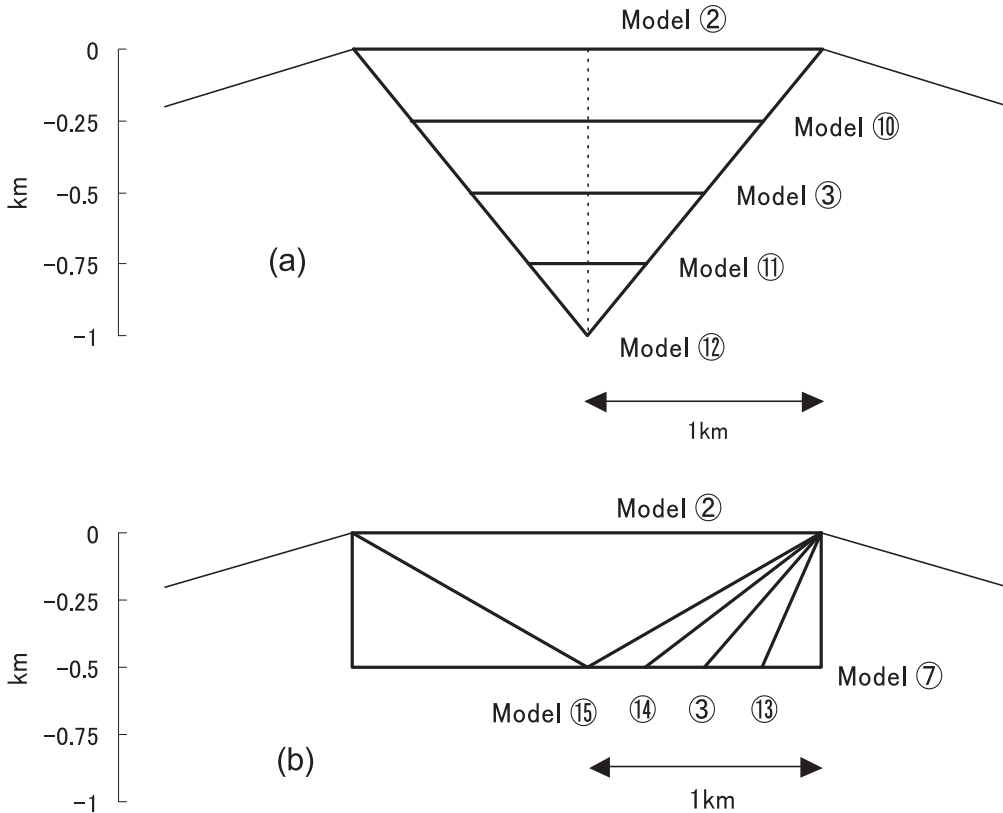 Model ②
0
-0.25
Model ⑩
-0.5
Model ③
km
(a)
-0.75
Model ⑪
-1
Model ⑫
1km
Model ②
0
-0.25
-0.5
km
Model ⑦
Model ⑮ ⑭ ③ ⑬
-0.75
(b)
-1
1km